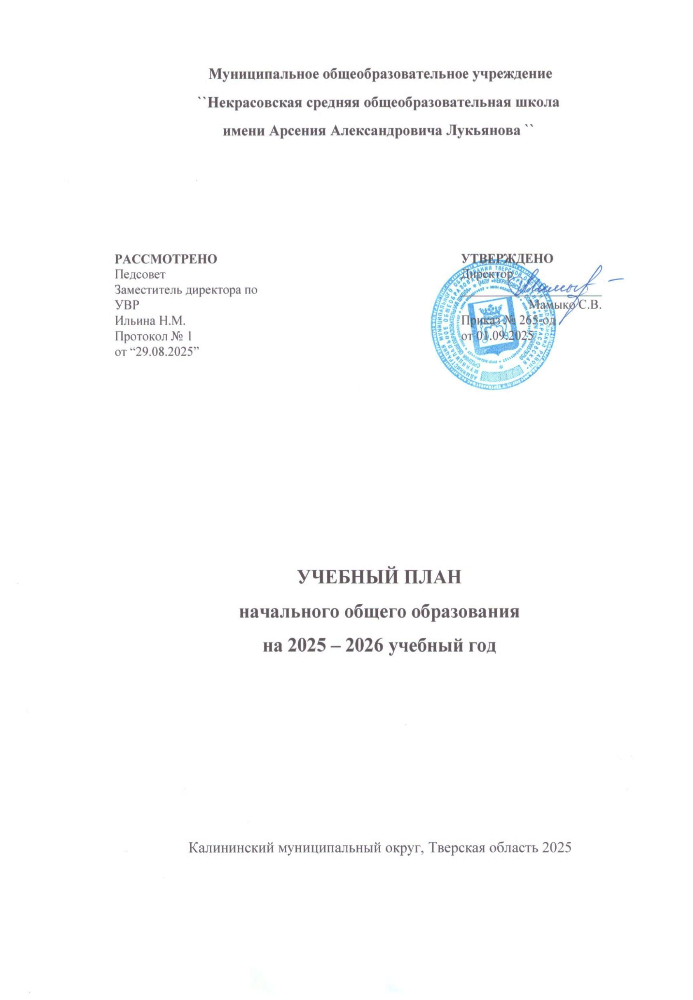 Муниципальное общеобразовательное учреждение
``Некрасовская средняя общеобразовательная школа
имени Арсения Александровича Лукьянова ``
РАССМОТРЕНО
Педсовет
Заместитель директора по
УВР
Ильина Н.М.
Протокол № 1
от “29.08.2025”
УТВЕРЖДЕНО
Директор
Мамыко С.В.
Приказ № 265-од
от 01.09.2025
УЧЕБНЫЙ ПЛАН
начального общего образования
на 2025 – 2026 учебный год
Калининский муниципальный округ, Тверская область 2025